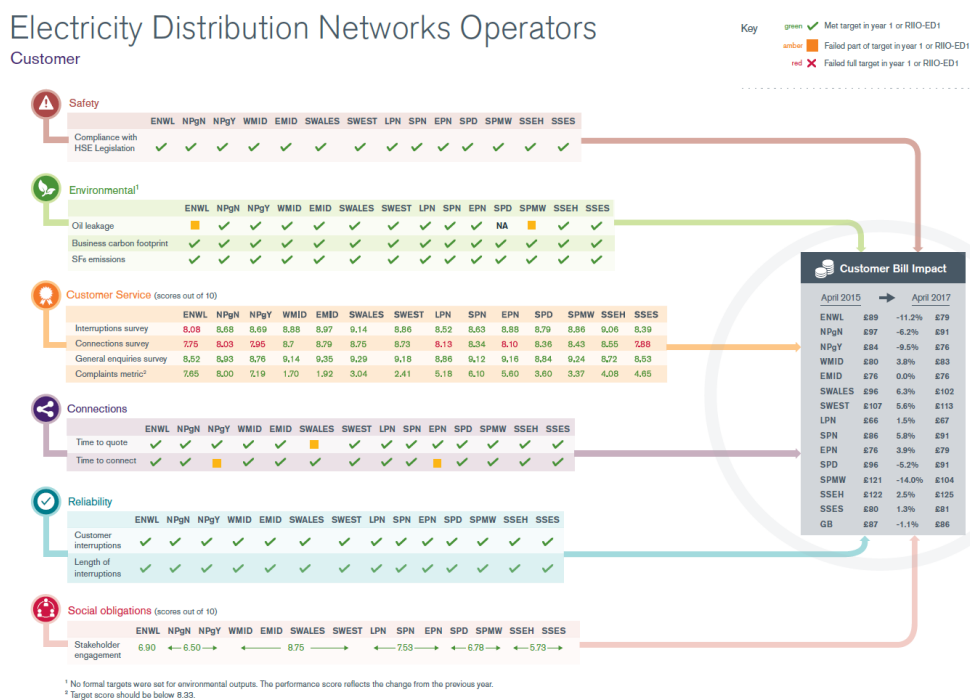 Electricity Distribution Networks Operators
Customer
Key
green Met target in year 1 or RIIO-ED1
amber Failed part of target in year 1 or RIIO-ED1
red Failed full target in year 1 or RIIO-ED1
Safety
ENWL NPgN NPgY WMID EMID SWALES SWEST LPN SPN EPN SPD SPMW SSEH SSES
Compliance with
HSE Legislation
Environmental¹
ENWL NPgN NPgY WMID EMID SWALES SWEST LPN SPN EPN SPD SPMW SSEH SSES
Oil leakage NA
Business carbon footprint
SF₆ emissions
Customer Service (scores out of 10)
ENWL NPgN NPgY WMID EMID SWALES SWEST LPN SPN EPN SPD SPMW SSEH SSES
Interruptions survey 8.08 8.68 8.69 8.88 8.97 9.14 8.86 8.52 8.63 8.88 8.79 8.86 9.06 8.39
Connections survey 7.75 8.03 7.95 8.7 8.79 8.75 8.73 8.13 8.34 8.10 8.36 8.43 8.55 7.88
General enquiries survey 8.52 8.93 8.76 9.14 9.35 9.29 9.18 8.86 9.12 9.16 8.84 9.24 8.72 8.53
Complaints metric² 7.65 8.00 7.19 1.70 1.92 3.04 2.41 5.18 6.10 5.60 3.60 3.37 4.08 4.65
Connections
ENWL NPgN NPgY WMID EMID SWALES SWEST LPN SPN EPN SPD SPMW SSEH SSES
Time to quote
Time to connect
Reliability
ENWL NPgN NPgY WMID EMID SWALES SWEST LPN SPN EPN SPD SPMW SSEH SSES
Customer
interruptions
Length of
interruptions
Social obligations (scores out of 10)
ENWL NPgN NPgY WMID EMID SWALES SWEST LPN SPN EPN SPD SPMW SSEH SSES
Stakeholder
engagement 6.90 6.50 8.75 7.53 6.78 5.73
Customer Bill Impact
April 2015 April 2017
ENWL £89 -11.2% £79
NPgN £97 -6.2% £91
NPgY £84 -9.5% £76
WMID £80 3.8% £83
EMID £76 0.0% £76
SWALES £96 6.3% £102
SWEST £107 5.6% £113
LPN £66 1.5% £67
SPN £86 5.8% £91
EPN £76 3.9% £79
SPD £96 -5.2% £91
SPMW £121 -14.0% £104
SSEH £122 2.5% £125
SSES £80 1.3% £81
GB £87 -1.1% £86
¹ No formal targets were set for environmental outputs. The performance score reflects the change from the previous year.
² Target score should be below 8.33.